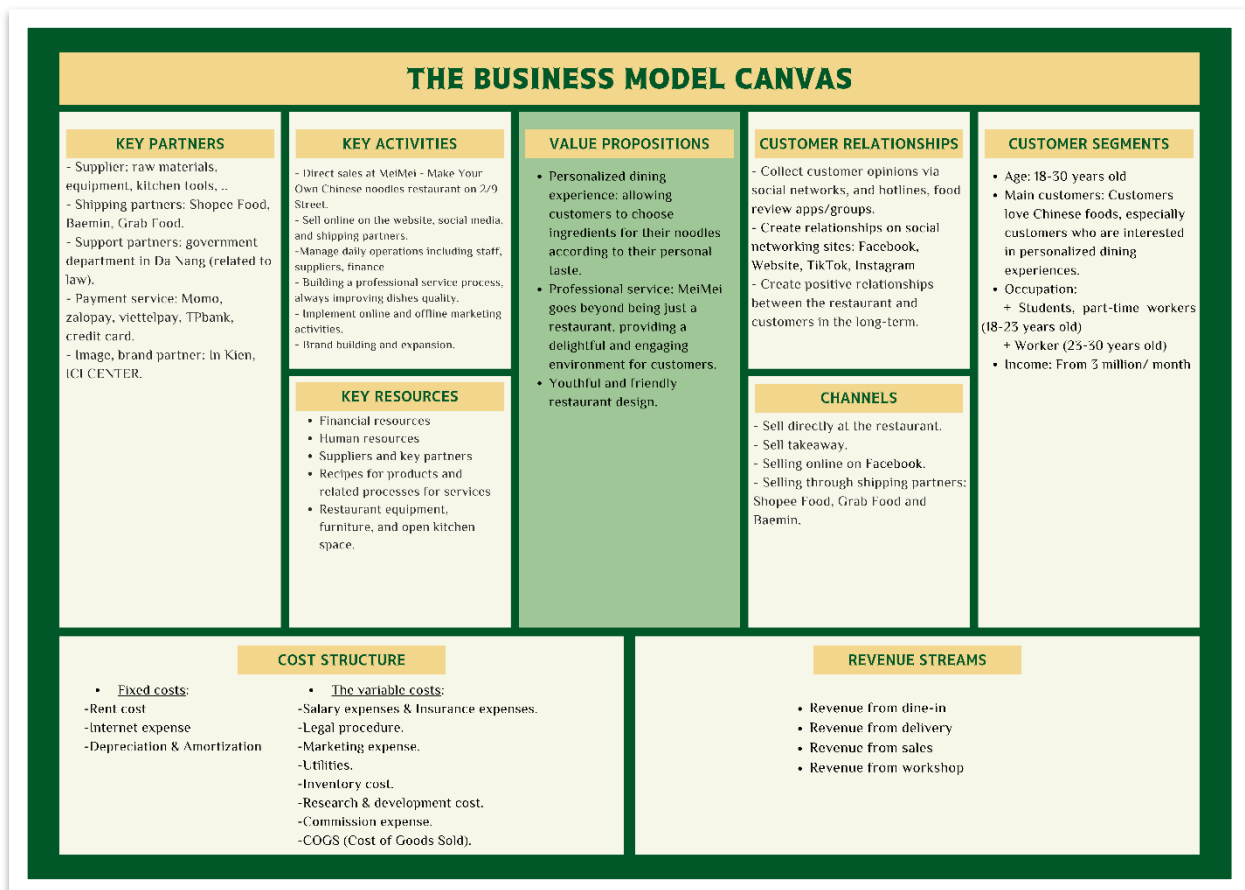 THE BUSINESS MODEL CANVAS
KEY PARTNERS
- Supplier: raw materials,
equipment, kitchen tools, ..
- Shipping partners: Shopee Food,
Baemin, Grab Food.
- Support partners: government
department in Da Nang (related to
law).
- Payment service: Momo,
zalopay, viettelpay, TPbank,
credit card.
- Image, brand partner: In Kien,
ICI CENTER.
KEY ACTIVITIES
- Direct sales at MeiMei - Make Your
Own Chinese noodles restaurant on 2/9
Street.
- Sell online on the website, social media,
and shipping partners.
-Manage daily operations including staff,
suppliers, finance
- Building a professional service process,
always improving dishes quality.
- Implement online and offline marketing
activities.
- Brand building and expansion.
KEY RESOURCES
• Financial resources
• Human resources
• Suppliers and key partners
• Recipes for products and
related processes for services
• Restaurant equipment,
furniture, and open kitchen
space.
VALUE PROPOSITIONS
• Personalized dining
experience: allowing
customers to choose
ingredients for their noodles
according to their personal
taste.
• Professional service: MeiMei
goes beyond being just a
restaurant, providing a
delightful and engaging
environment for customers.
• Youthful and friendly
restaurant design.
CUSTOMER RELATIONSHIPS
- Collect customer opinions via
social networks, and hotlines, food
review apps/groups.
- Create relationships on social
networking sites: Facebook,
Website, TikTok, Instagram
- Create positive relationships
between the restaurant and
customers in the long-term.
CHANNELS
- Sell directly at the restaurant.
- Sell takeaway.
- Selling online on Facebook.
- Selling through shipping partners:
Shopee Food, Grab Food and
Baemin.
CUSTOMER SEGMENTS
• Age: 18-30 years old
• Main customers: Customers
love Chinese foods, especially
customers who are interested
in personalized dining
experiences.
• Occupation:
+ Students, part-time workers
(18-23 years old)
+ Worker (23-30 years old)
• Income: From 3 million/ month
COST STRUCTURE
• Fixed costs:
-Rent cost
-Internet expense
-Depreciation & Amortization
• The variable costs:
-Salary expenses & Insurance expenses.
-Legal procedure.
-Marketing expense.
-Utilities.
-Inventory cost.
-Research & development cost.
-Commission expense.
-COGS (Cost of Goods Sold).
REVENUE STREAMS
• Revenue from dine-in
• Revenue from delivery
• Revenue from sales
• Revenue from workshop